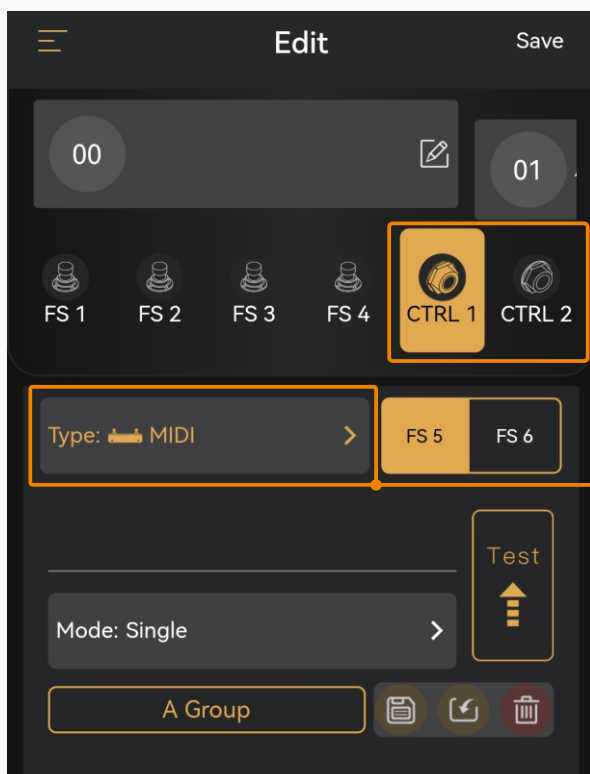 Edit
Save
00
01
FS 1
FS 2
FS 3
FS 4
CTRL 1
CTRL 2
Type: MIDI
FS 5
FS 6
Test
Mode: Single
A Group